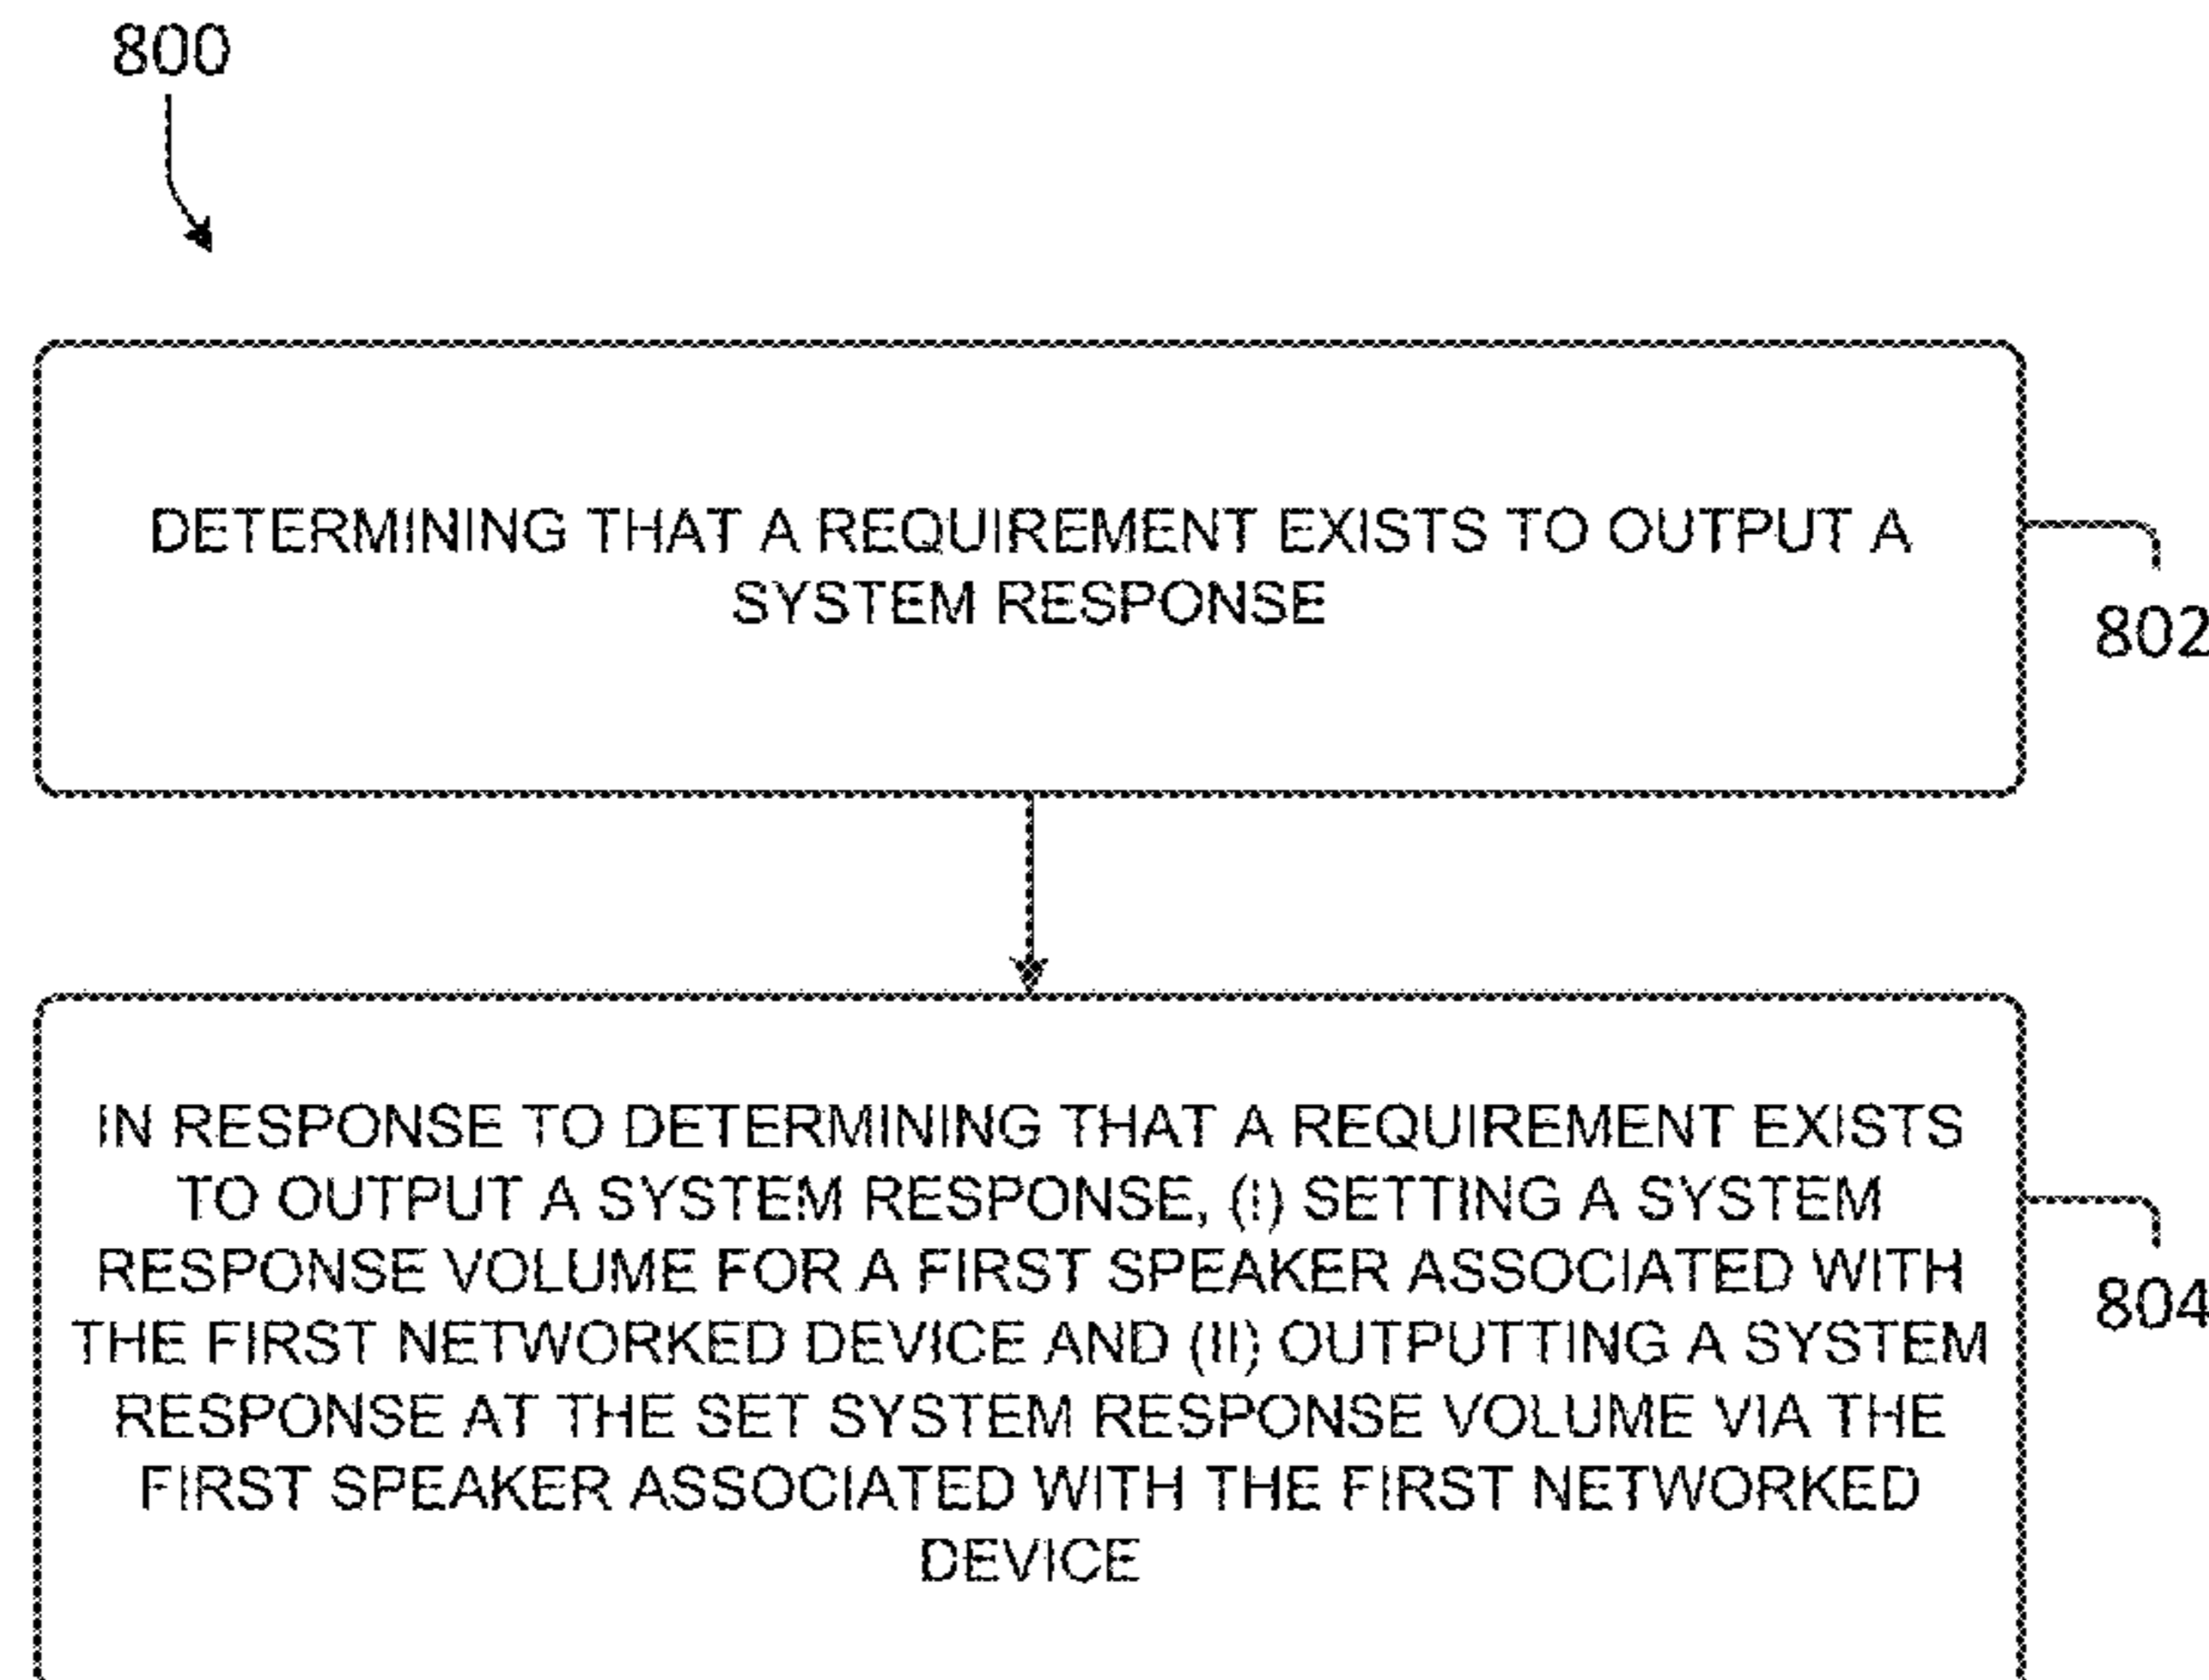 800
DETERMINING THAT A REQUIREMENT EXISTS TO OUTPUT A
SYSTEM RESPONSE
802
IN RESPONSE TO DETERMINING THAT A REQUIREMENT EXISTS
TO OUTPUT A SYSTEM RESPONSE, (I) SETTING A SYSTEM
RESPONSE VOLUME FOR A FIRST SPEAKER ASSOCIATED WITH
THE FIRST NETWORKED DEVICE AND (II) OUTPUTTING A SYSTEM
RESPONSE AT THE SET SYSTEM RESPONSE VOLUME VIA THE
FIRST SPEAKER ASSOCIATED WITH THE FIRST NETWORKED
DEVICE
804